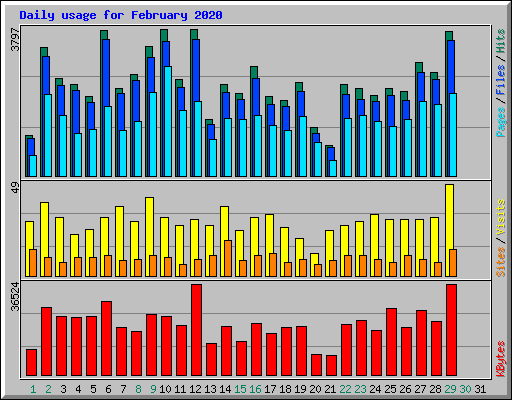 Daily usage for February 2020
3797
Pages / Files / Hits
49
Sites / Visits
36524
KBytes
1 2 3 4 5 6 7 8 9 10 11 12 13 14 15 16 17 18 19 20 21 22 23 24 25 26 27 28 29 30 31